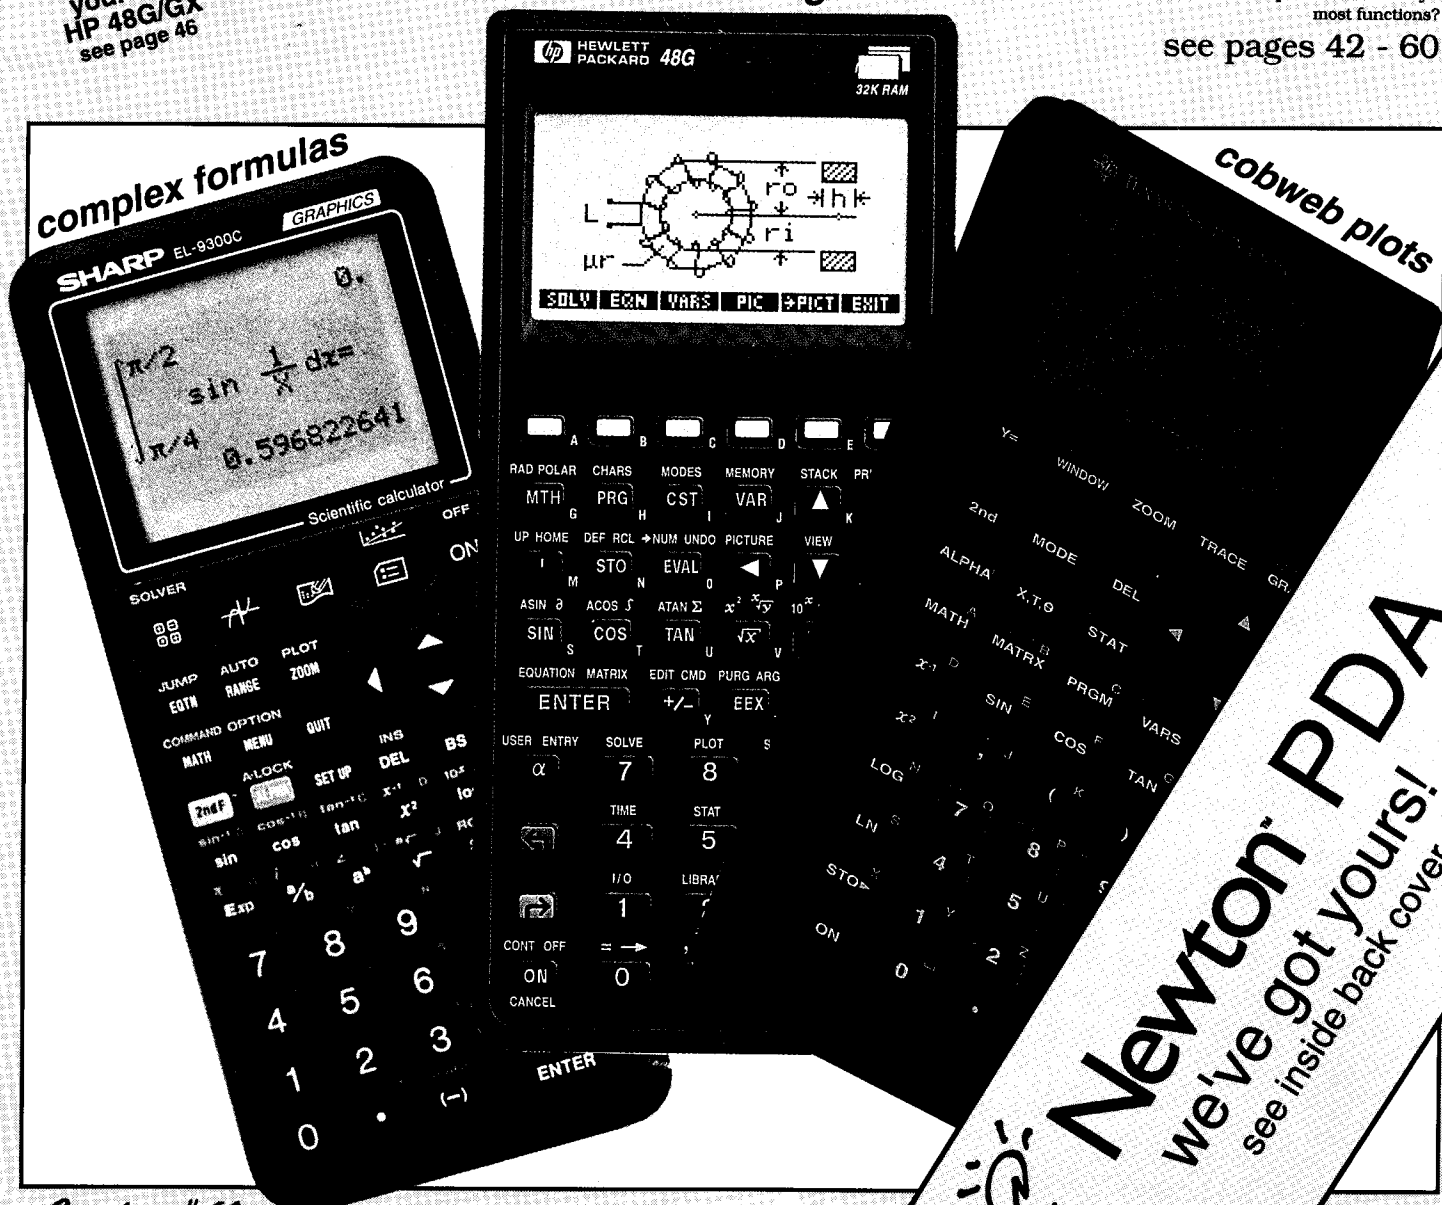 HP 48G/GX
see page 46
most functions?
see pages 42 - 60
complex formulas
cobweb plots
SHARP EL-9300C
GRAPHICS
0.
π/2
sin 1/X dx=
π/4
0.596822641
Scientific calculator
OFF
ON
SOLVER
JUMP AUTO PLOT
EQTN RANGE ZOOM
COMMAND OPTION
MATH MENU QUIT
A-LOCK INS
2ndF SET UP DEL BS
sin cos tan x²
Exp a/b aᵇ √
7 8 9
4 5 6
1 2 3
0 • (−) ENTER
hp HEWLETT
PACKARD 48G
32K RAM
L
μr
ro
h
ri
SOLV EQN VARS PIC →PICT EXIT
A B C D E
RAD POLAR CHARS MODES MEMORY STACK
MTH PRG CST VAR ▲
G H I J K
UP HOME DEF RCL →NUM UNDO PICTURE VIEW
' STO EVAL ◀ ▼
M N O P
ASIN ∂ ACOS ∫ ATAN Σ x² ˣ√y 10ˣ
SIN COS TAN √x
S T U V
EQUATION MATRIX EDIT CMD PURG ARG
ENTER +/− EEX
Y
USER ENTRY SOLVE PLOT
α 7 8
TIME STAT
4 5
I/O
1
CONT OFF = →
ON 0
CANCEL
Y= WINDOW ZOOM TRACE
2nd MODE DEL
ALPHA X,T,Θ STAT
MATH MATRX PRGM VARS
x-1 SIN COS TAN
x² , ( )
LOG 7 8
LN 4 5
STO▸ 1 2
ON 0 .
Newton™ PDA
we've got yours!
see inside back cover